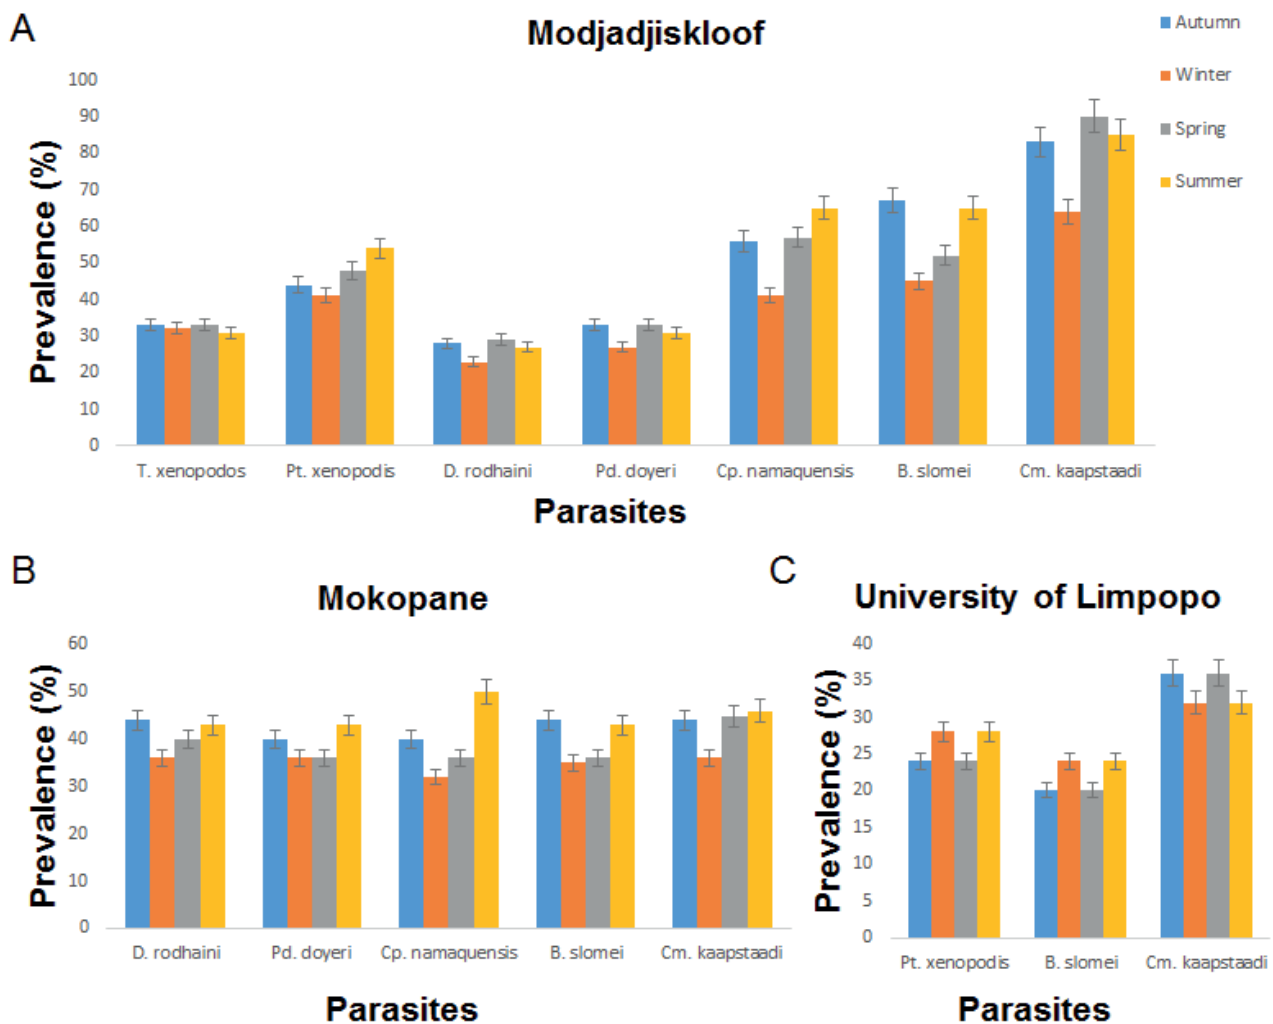 A
Modjadjiskloof
Autumn
Winter
Spring
Summer
Prevalence (%)
100
90
80
70
60
50
40
30
20
10
0
T. xenopodos Pt. xenopodis D. rodhaini Pd. doyeri Cp. namaquensis B. slomei Cm. kaapstaadi
Parasites
B
Mokopane
Prevalence (%)
60
50
40
30
20
10
0
D. rodhaini Pd. doyeri Cp. namaquensis B. slomei Cm. kaapstaadi
Parasites
C
University of Limpopo
Prevalence (%)
40
35
30
25
20
15
10
5
0
Pt. xenopodis B. slomei Cm. kaapstaadi
Parasites